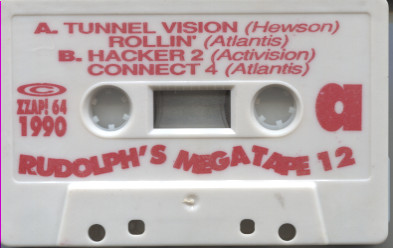 A. TUNNEL VISION (Hewson)
ROLLIN' (Atlantis)
B. HACKER 2 (Activision)
CONNECT 4 (Atlantis)
©
ZZAP! 64
1990
a
RUDOLPH'S MEGATAPE 12